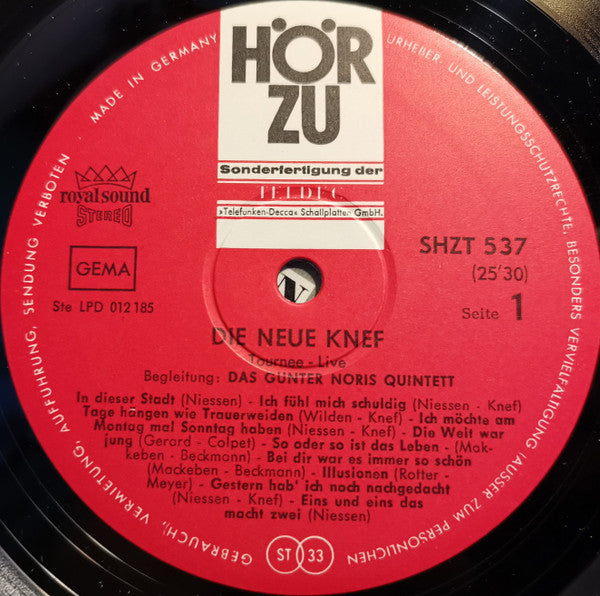 HÖR
ZU
Sonderfertigung der
TELDEC
»Telefunken-Decca« Schallplatten GmbH.
royalsound
STEREO
GEMA
Ste LPD 012 185
SHZT 537
(25'30)
Seite 1
DIE NEUE KNEF
Tournee - Live
Begleitung: DAS GÜNTER NORIS QUINTETT
In dieser Stadt (Niessen) - Ich fühl mich schuldig (Niessen - Knef)
Tage hängen wie Trauerweiden (Wilden - Knef) - Ich möchte am
Montag mal Sonntag haben (Niessen - Knef) - Die Welt war
jung (Gerard - Colpet) - So oder so ist das Leben - (Mak-
keben - Beckmann) - Bei dir war es immer so schön
(Mackeben - Beckmann) - Illusionen (Rotter -
Meyer) - Gestern hab' ich noch nachgedacht
(Niessen - Knef) - Eins und eins das
macht zwei (Niessen)
ST 33
MADE IN GERMANY
URHEBER- UND LEISTUNGSSCHUTZRECHTE, BESONDERS VERVIELFÄLTIGUNG (AUSSER ZUM PERSÖNLICHEN GEBRAUCH), VERMIETUNG, AUFFÜHRUNG, SENDUNG VERBOTEN